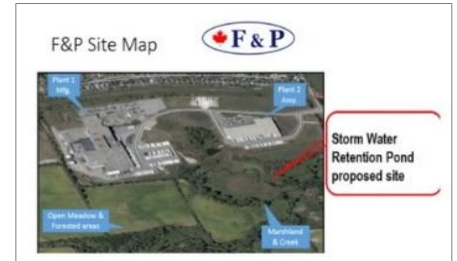 F&P Site Map
F & P
Plant 1
Mfg.
Plant 2
Assy
Storm Water
Retention Pond
proposed site
Open Meadow &
Forested areas
Marshland
& Creek